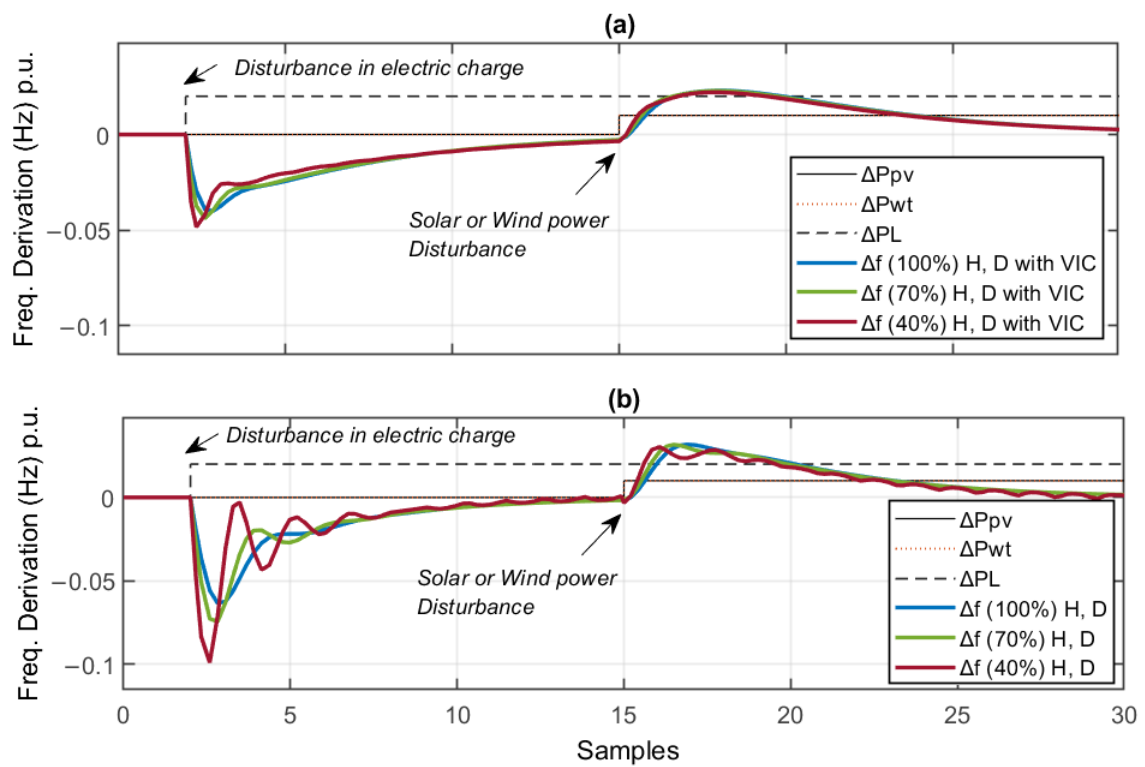 (a)
Disturbance in electric charge
0
−0.05
−0.1
Freq. Derivation (Hz) p.u.
Solar or Wind power
Disturbance
ΔPpv
ΔPwt
ΔPL
Δf (100%) H, D with VIC
Δf (70%) H, D with VIC
Δf (40%) H, D with VIC
(b)
Disturbance in electric charge
0
−0.05
−0.1
Freq. Derivation (Hz) p.u.
Solar or Wind power
Disturbance
ΔPpv
ΔPwt
ΔPL
Δf (100%) H, D
Δf (70%) H, D
Δf (40%) H, D
0 5 10 15 20 25 30
Samples